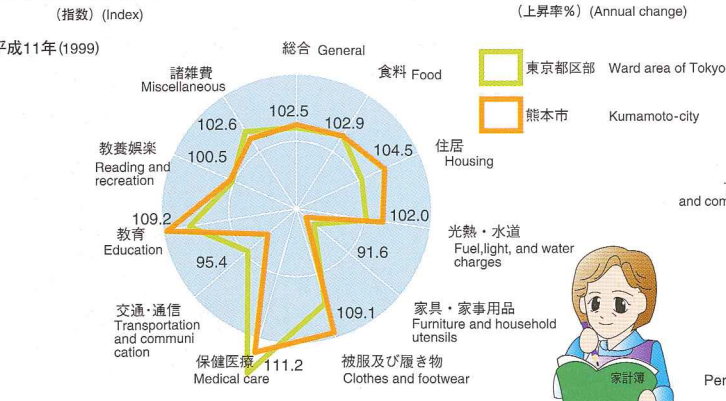 （指数）(Index)
（上昇率％）(Annual change)
平成11年(1999)
総合 General
諸雑費
Miscellaneous
食料 Food
東京都区部 Ward area of Tokyo
熊本市 Kumamoto-city
102.5
102.6
102.9
教養娯楽
Reading and
recreation
100.5
104.5
住居
Housing
109.2
教育
Education
102.0
光熱・水道
Fuel,light, and water
charges
and com
95.4
91.6
交通・通信
Transportation
and communi
cation
109.1
家具・家事用品
Furniture and household
utensils
保健医療
Medical care
111.2
被服及び履き物
Clothes and footwear
家計簿
Per